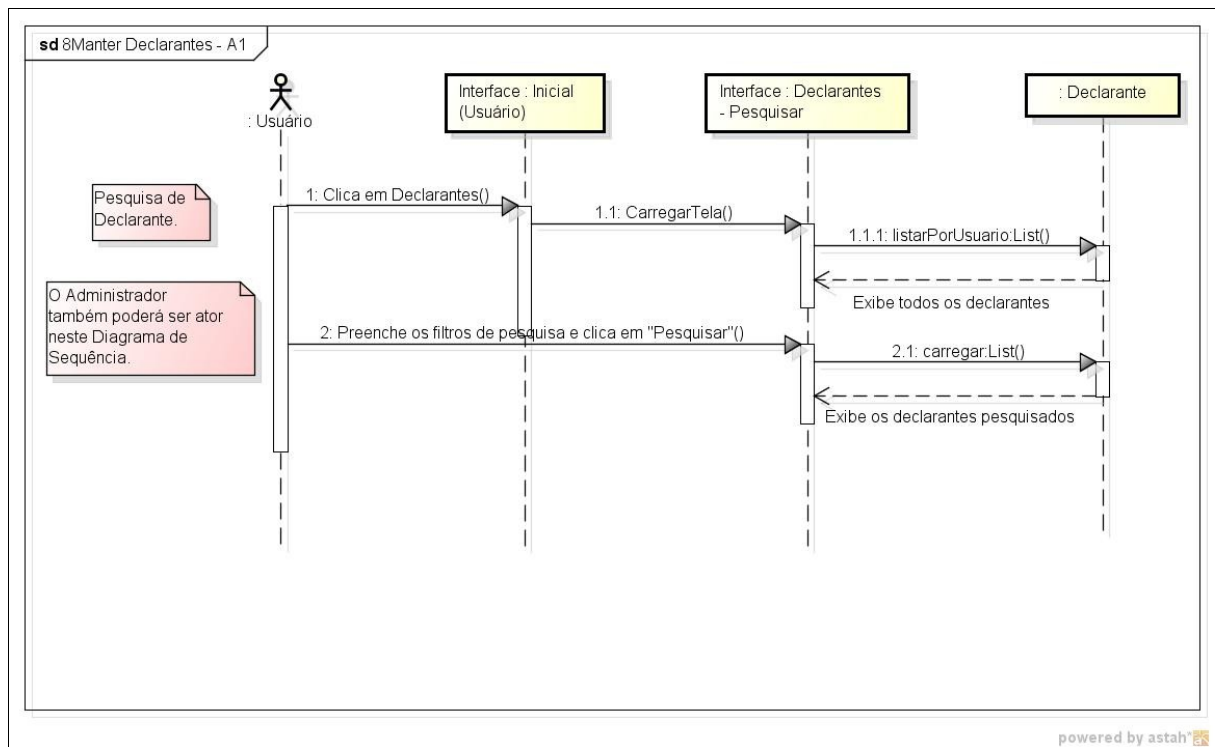 sd 8Manter Declarantes - A1
: Usuário
Interface : Inicial
(Usuário)
Interface : Declarantes
- Pesquisar
: Declarante
Pesquisa de
Declarante.
1: Clica em Declarantes()
1.1: CarregarTela()
1.1.1: listarPorUsuario:List()
Exibe todos os declarantes
O Administrador
também poderá ser ator
neste Diagrama de
Sequência.
2: Preenche os filtros de pesquisa e clica em "Pesquisar"()
2.1: carregar:List()
Exibe os declarantes pesquisados
powered by astah*